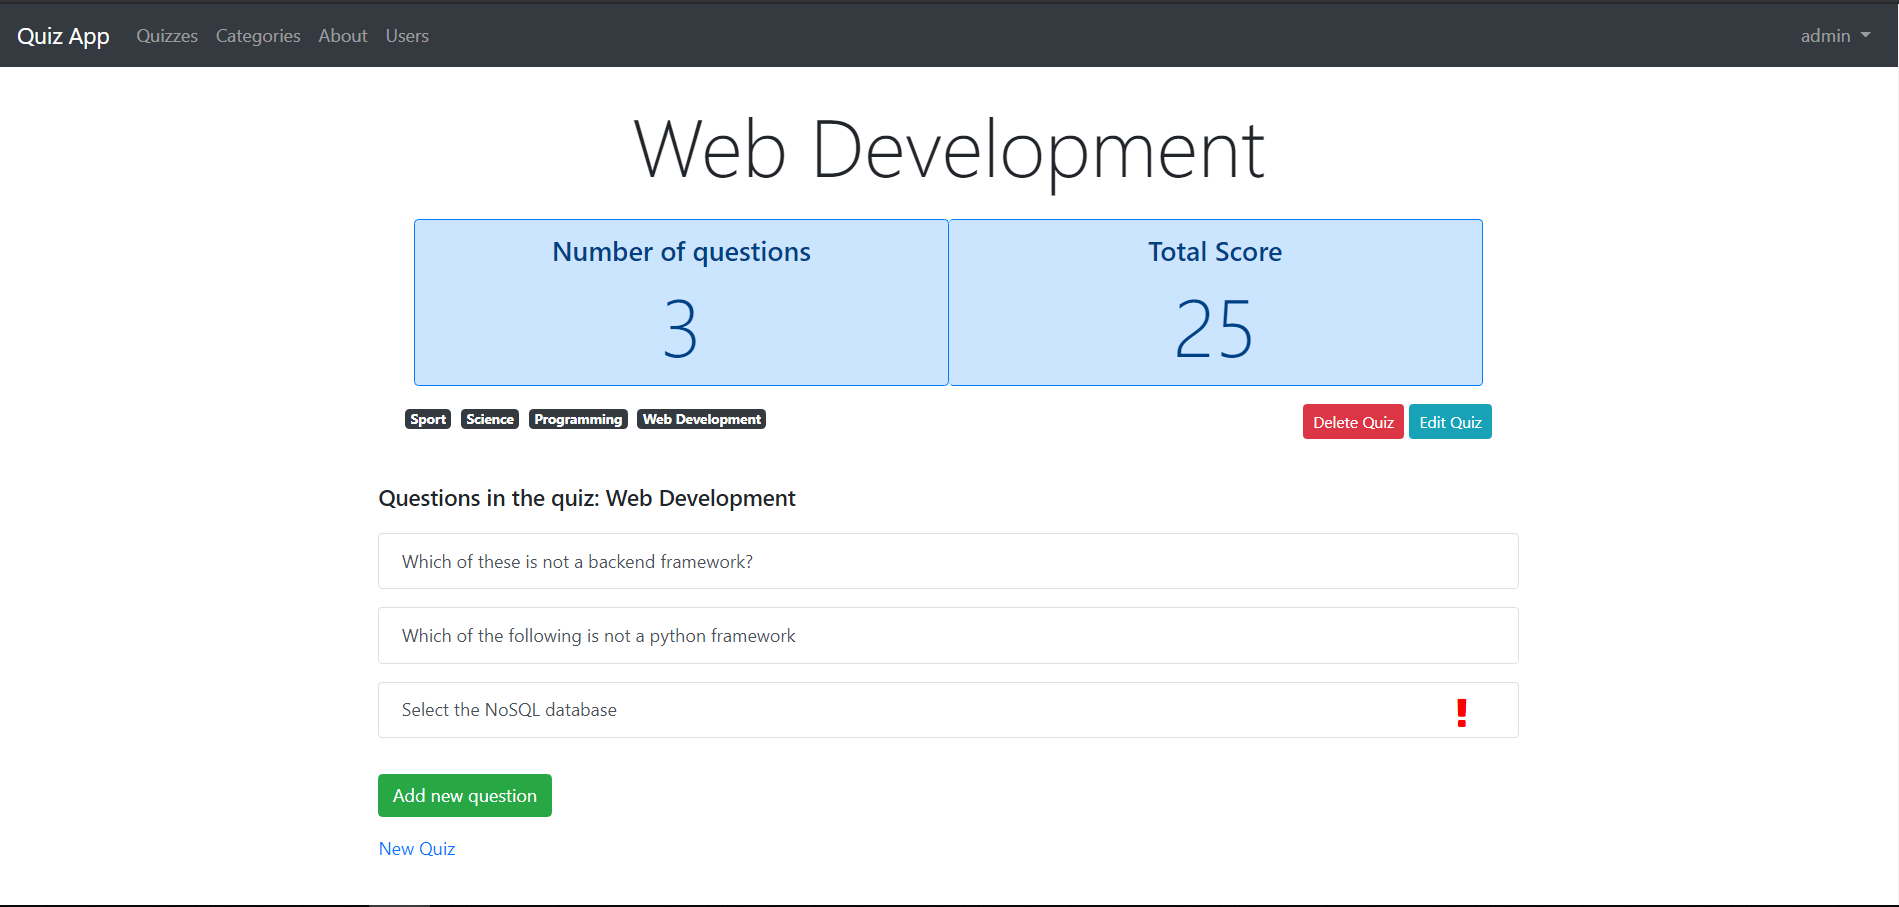 Quiz App Quizzes Categories About Users admin
Web Development
Number of questions Total Score
3 25
Sport Science Programming Web Development Delete Quiz Edit Quiz
Questions in the quiz: Web Development
Which of these is not a backend framework?
Which of the following is not a python framework
Select the NoSQL database !
Add new question
New Quiz